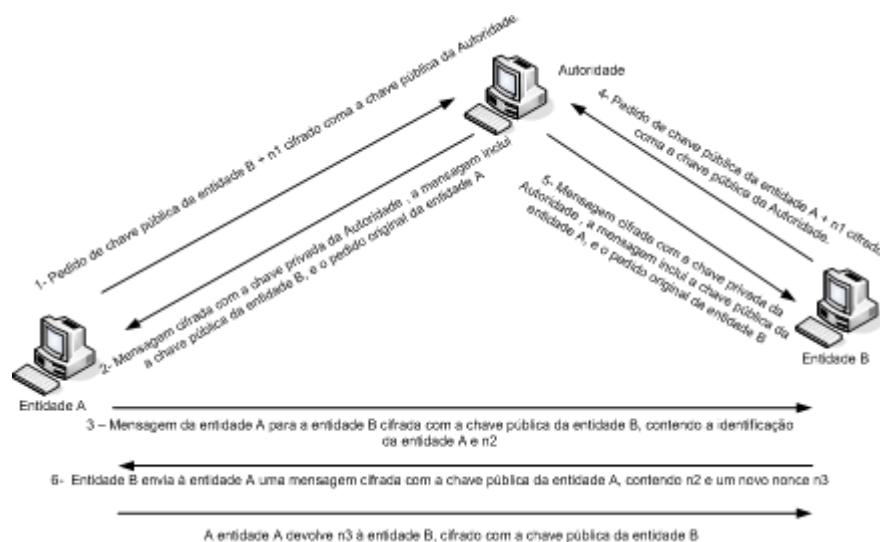 1- Pedido de chave pública da entidade B + n1 cifrado coma a chave pública da Autoridade.
Autoridade
4- Pedido de chave pública da entidade A + n1 cifrado
coma a chave pública da Autoridade.
2- Mensagem cifrada com a chave privada da Autoridade , a mensagem inclui
a chave pública da entidade B, e o pedido original da entidade A
5- Mensagem cifrada com a chave privada da
Autoridade , a mensagem inclui a chave pública da
entidade A, e o pedido original da entidade B
Entidade A
Entidade B
3 – Mensagem da entidade A para a entidade B cifrada com a chave pública da entidade B, contendo a identificação
da entidade A e n2
6- Entidade B envia á entidade A uma mensagem cifrada com a chave pública da entidade A, contendo n2 e um novo nonce n3
A entidade A devolve n3 à entidade B, cifrado com a chave pública da entidade B